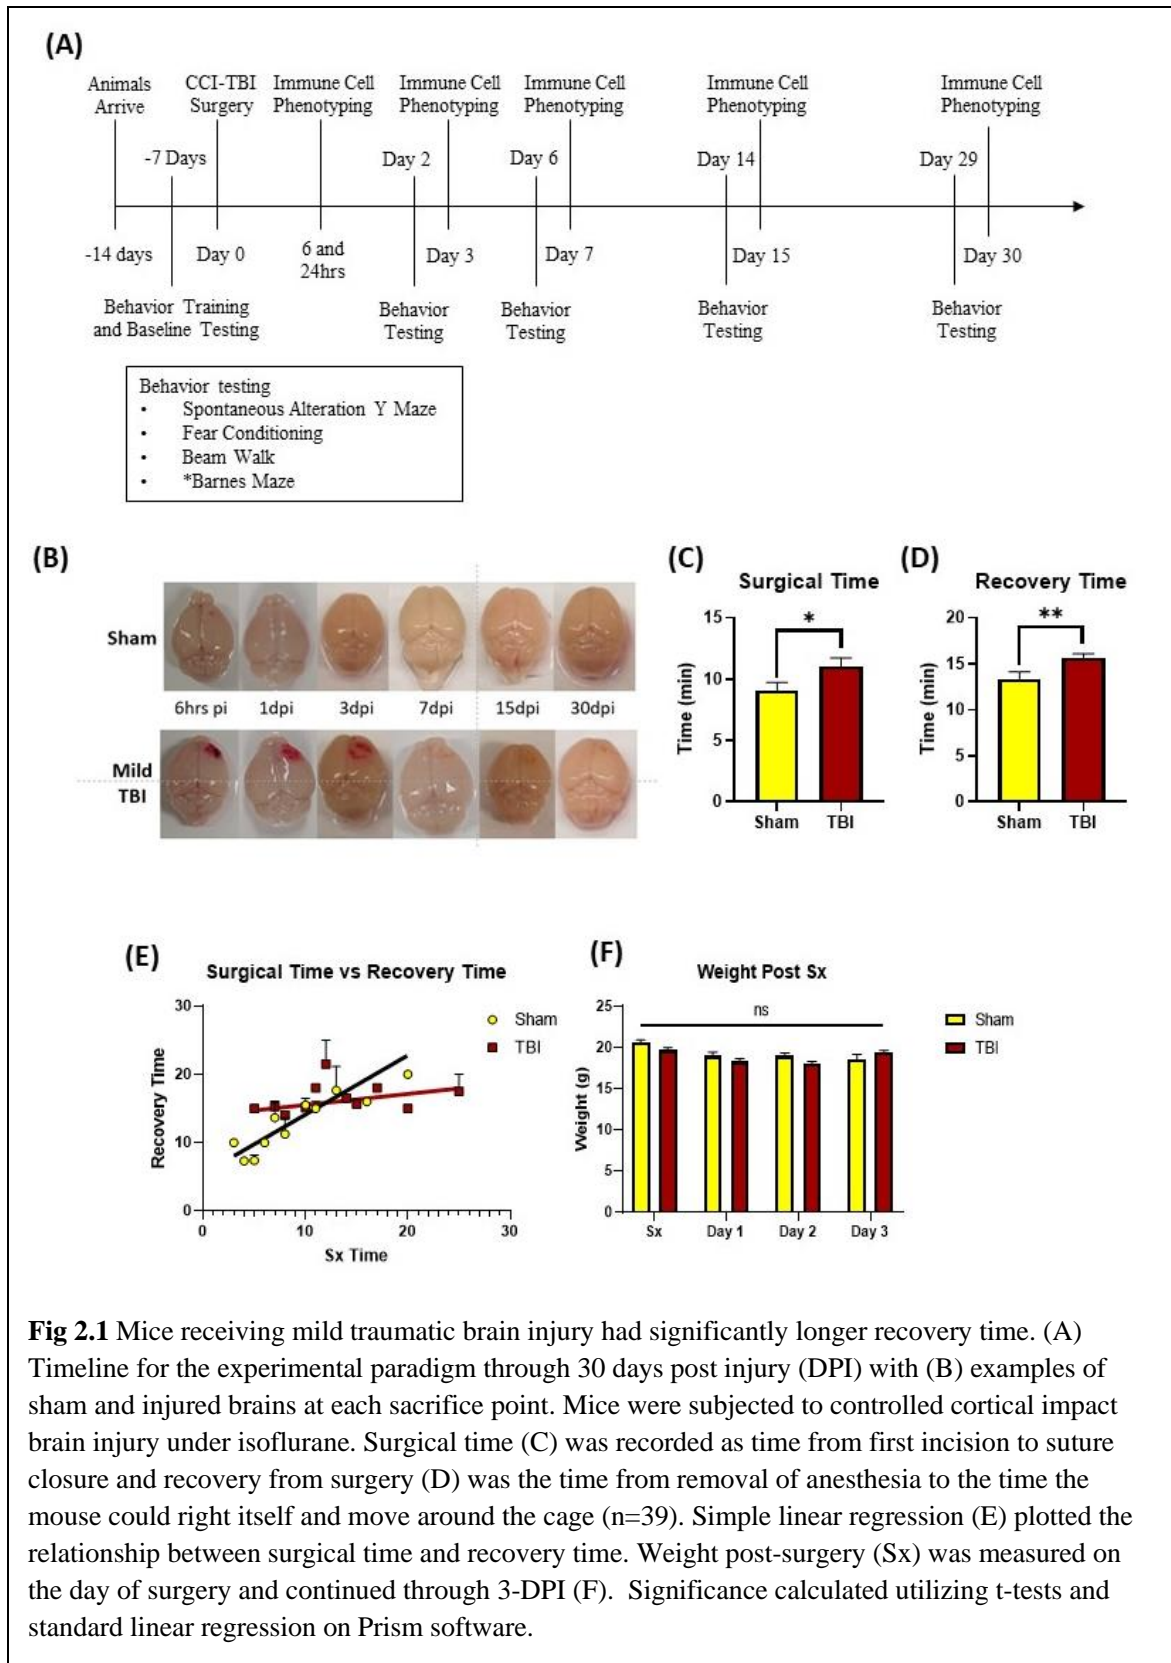 (A)
Animals Arrive
CCI-TBI Surgery
Immune Cell Phenotyping
Immune Cell Phenotyping
Immune Cell Phenotyping
Immune Cell Phenotyping
Immune Cell Phenotyping
-7 Days
Day 2
Day 6
Day 14
Day 29
-14 days
Day 0
6 and 24hrs
Day 3
Day 7
Day 15
Day 30
Behavior Training and Baseline Testing
Behavior Testing
Behavior Testing
Behavior Testing
Behavior Testing
Behavior testing
• Spontaneous Alteration Y Maze
• Fear Conditioning
• Beam Walk
• *Barnes Maze
(B)
Sham
6hrs pi 1dpi 3dpi 7dpi 15dpi 30dpi
Mild
TBI
(C)
Surgical Time
Time (min)
15
10
5
0
*
Sham TBI
(D)
Recovery Time
Time (min)
20
15
10
5
0
**
Sham TBI
(E)
Surgical Time vs Recovery Time
Recovery Time
30
20
10
0
0 10 20 30
Sx Time
Sham
TBI
(F)
Weight Post Sx
Weight (g)
25
20
15
10
5
0
ns
Sx Day 1 Day 2 Day 3
Sham
TBI
Fig 2.1 Mice receiving mild traumatic brain injury had significantly longer recovery time. (A)
Timeline for the experimental paradigm through 30 days post injury (DPI) with (B) examples of
sham and injured brains at each sacrifice point. Mice were subjected to controlled cortical impact
brain injury under isoflurane. Surgical time (C) was recorded as time from first incision to suture
closure and recovery from surgery (D) was the time from removal of anesthesia to the time the
mouse could right itself and move around the cage (n=39). Simple linear regression (E) plotted the
relationship between surgical time and recovery time. Weight post-surgery (Sx) was measured on
the day of surgery and continued through 3-DPI (F). Significance calculated utilizing t-tests and
standard linear regression on Prism software.